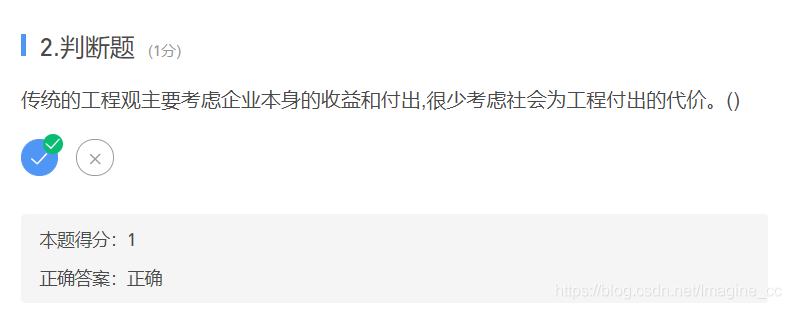 2.判断题 (1分)
传统的工程观主要考虑企业本身的收益和付出,很少考虑社会为工程付出的代价。()
本题得分：1
正确答案：正确
https://blog.csdn.net/Imagine_cc